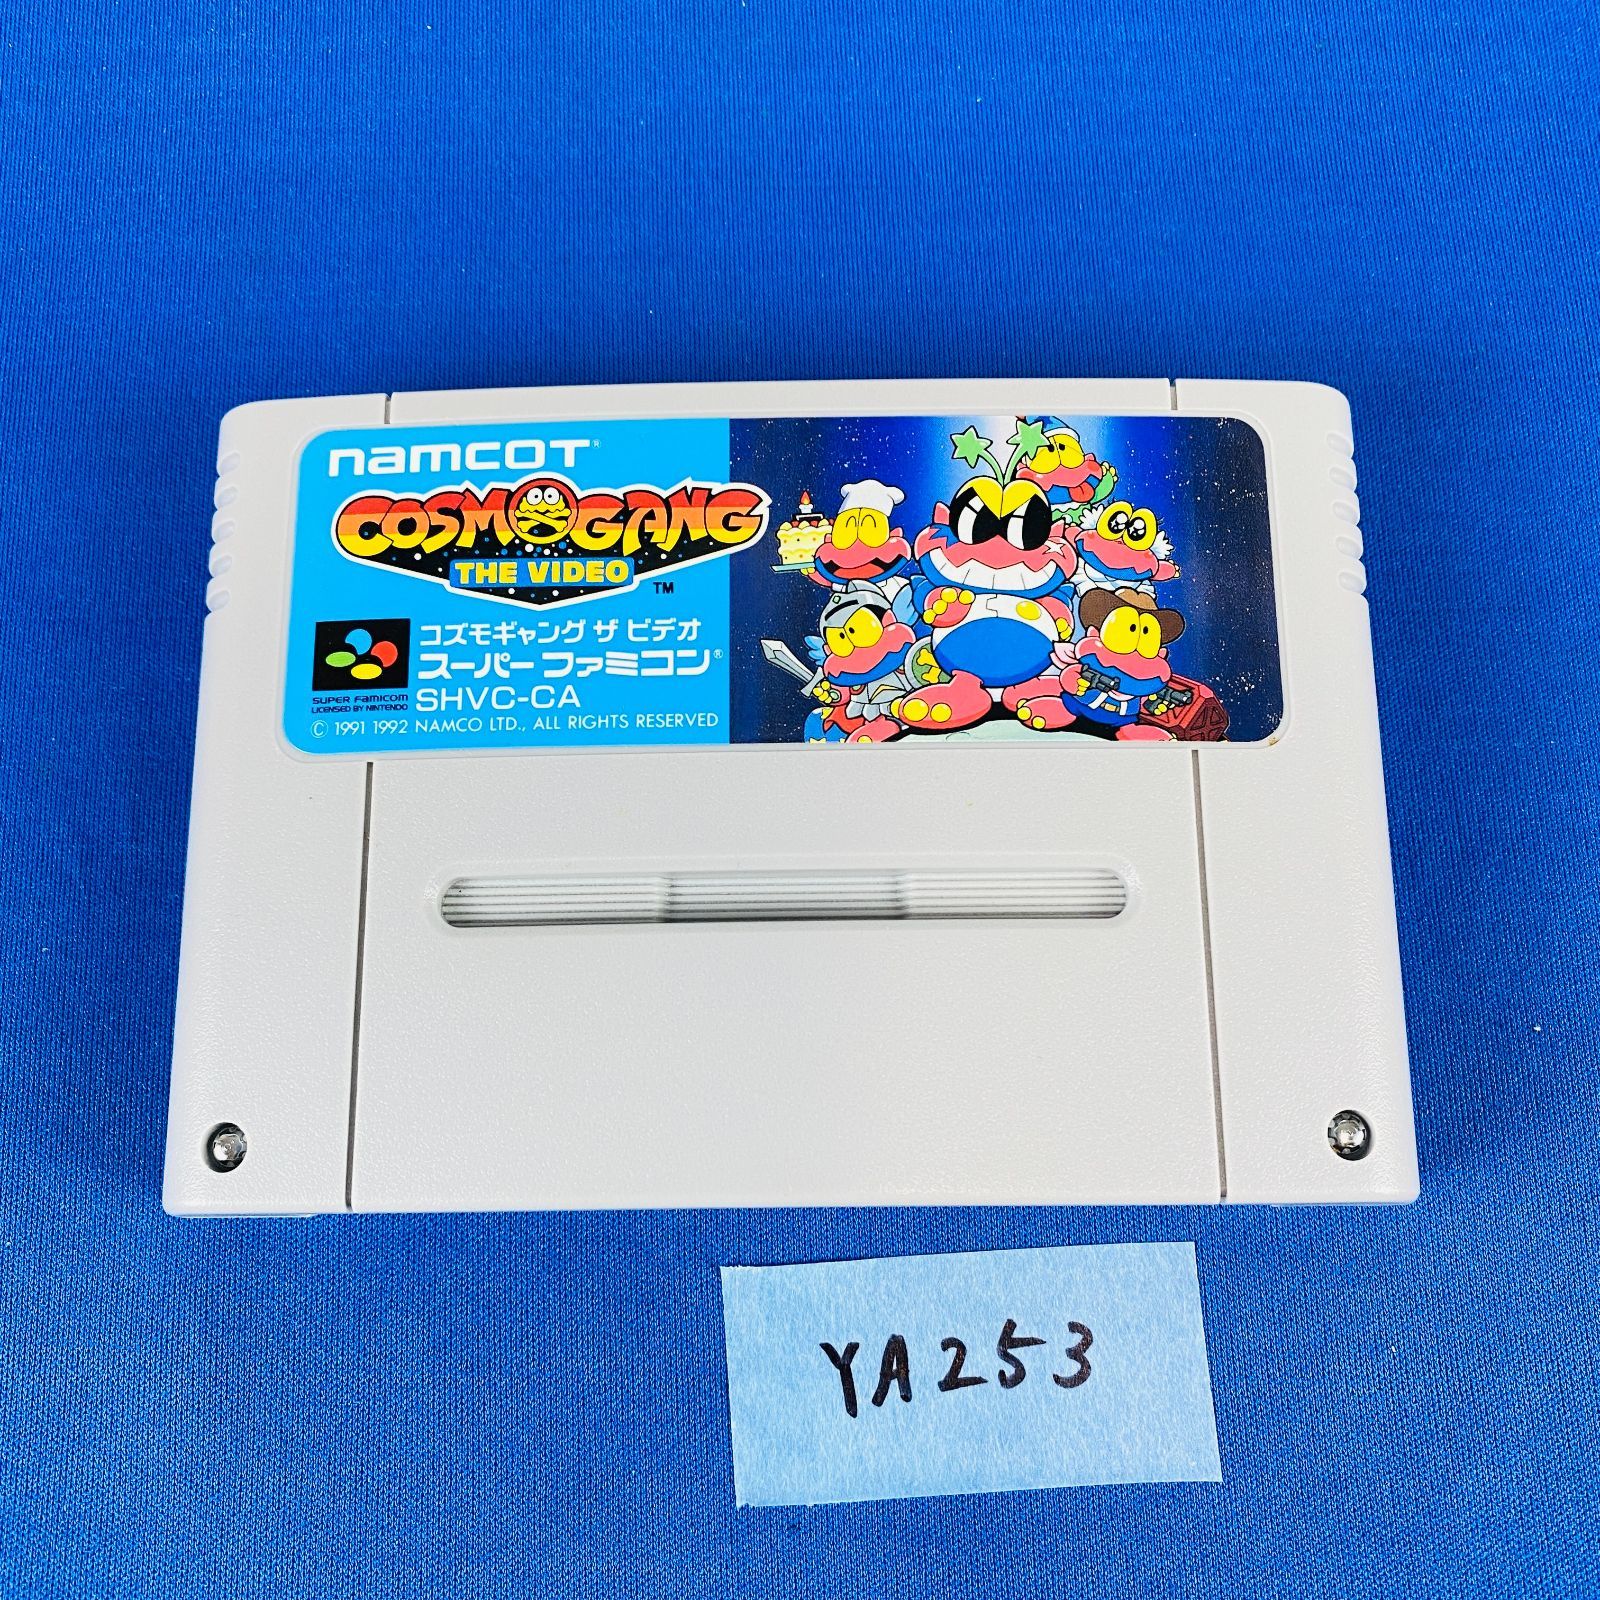 namcot®
COSMOGANG
THE VIDEO
TM
コズモギャング ザ ビデオ
スーパーファミコン®
SHVC-CA
SUPER FAMICOM
LICENSED BY NINTENDO
© 1991 1992 NAMCO LTD., ALL RIGHTS RESERVED
YA253